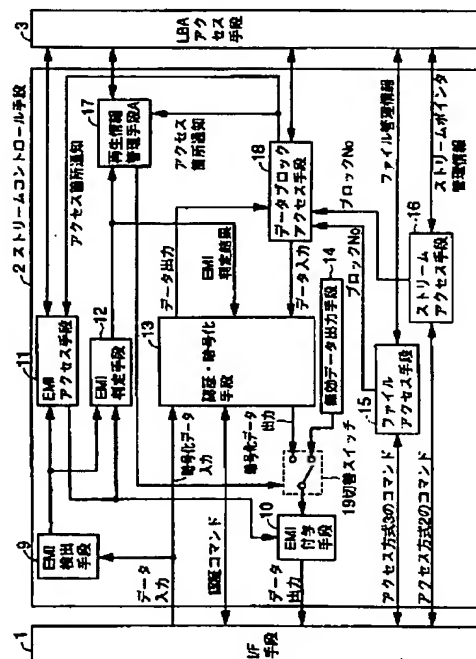 3
LBA
アクセス
手段
2 ストリームコントロール手段
アクセス箇所通知
17
再生情報
管理手段A
アクセス
箇所通知
18
データブロック
アクセス手段
ファイル管理情報
ストリームポインタ
管理情報
11
EMI
アクセス手段
12
EMI
判定手段
データ出力
EMI
判定結果
13
認証・暗号化
手段
データ入力
ブロックNo
ブロックNo
16
ストリーム
アクセス手段
14
無効データ出力手段
15
ファイル
アクセス手段
暗号化データ
入力
暗号化データ
出力
19切替スイッチ
9
EMI
検出手段
10
EMI
付与手段
データ
入力
認証コマンド
データ
出力
アクセス方式3のコマンド
アクセス方式2のコマンド
1
I/F
手段